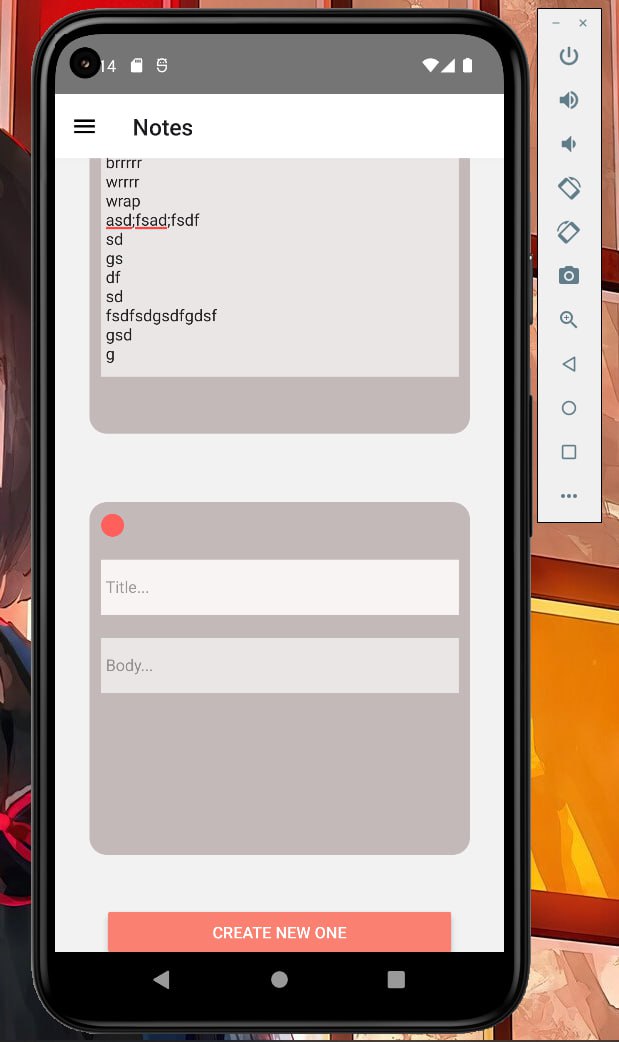 14
Notes
brrrrr
wrrrr
wrap
asd;fsad;fsdf
sd
gs
df
sd
fsdfsdgsdfgdsf
gsd
g
Title...
Body...
CREATE NEW ONE